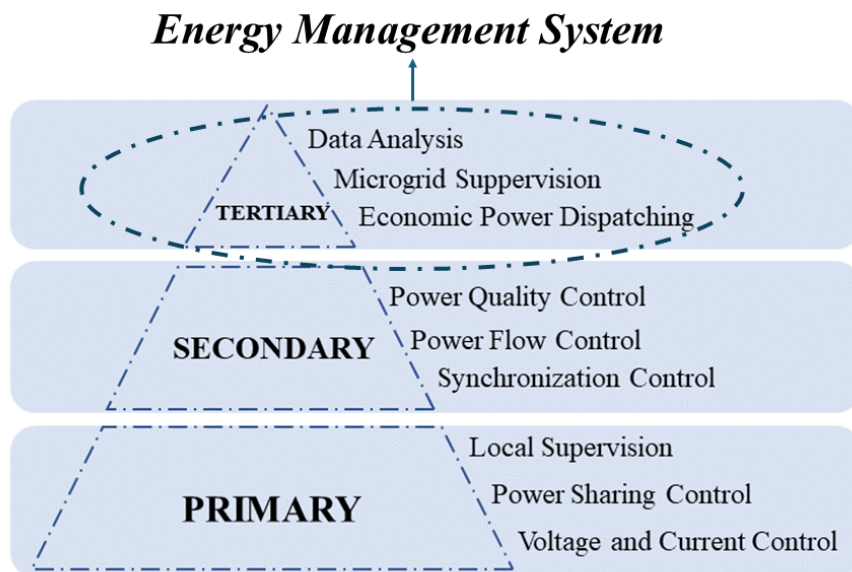 Energy Management System
Data Analysis
Microgrid Suppervision
TERTIARY
Economic Power Dispatching
Power Quality Control
SECONDARY
Power Flow Control
Synchronization Control
Local Supervision
PRIMARY
Power Sharing Control
Voltage and Current Control